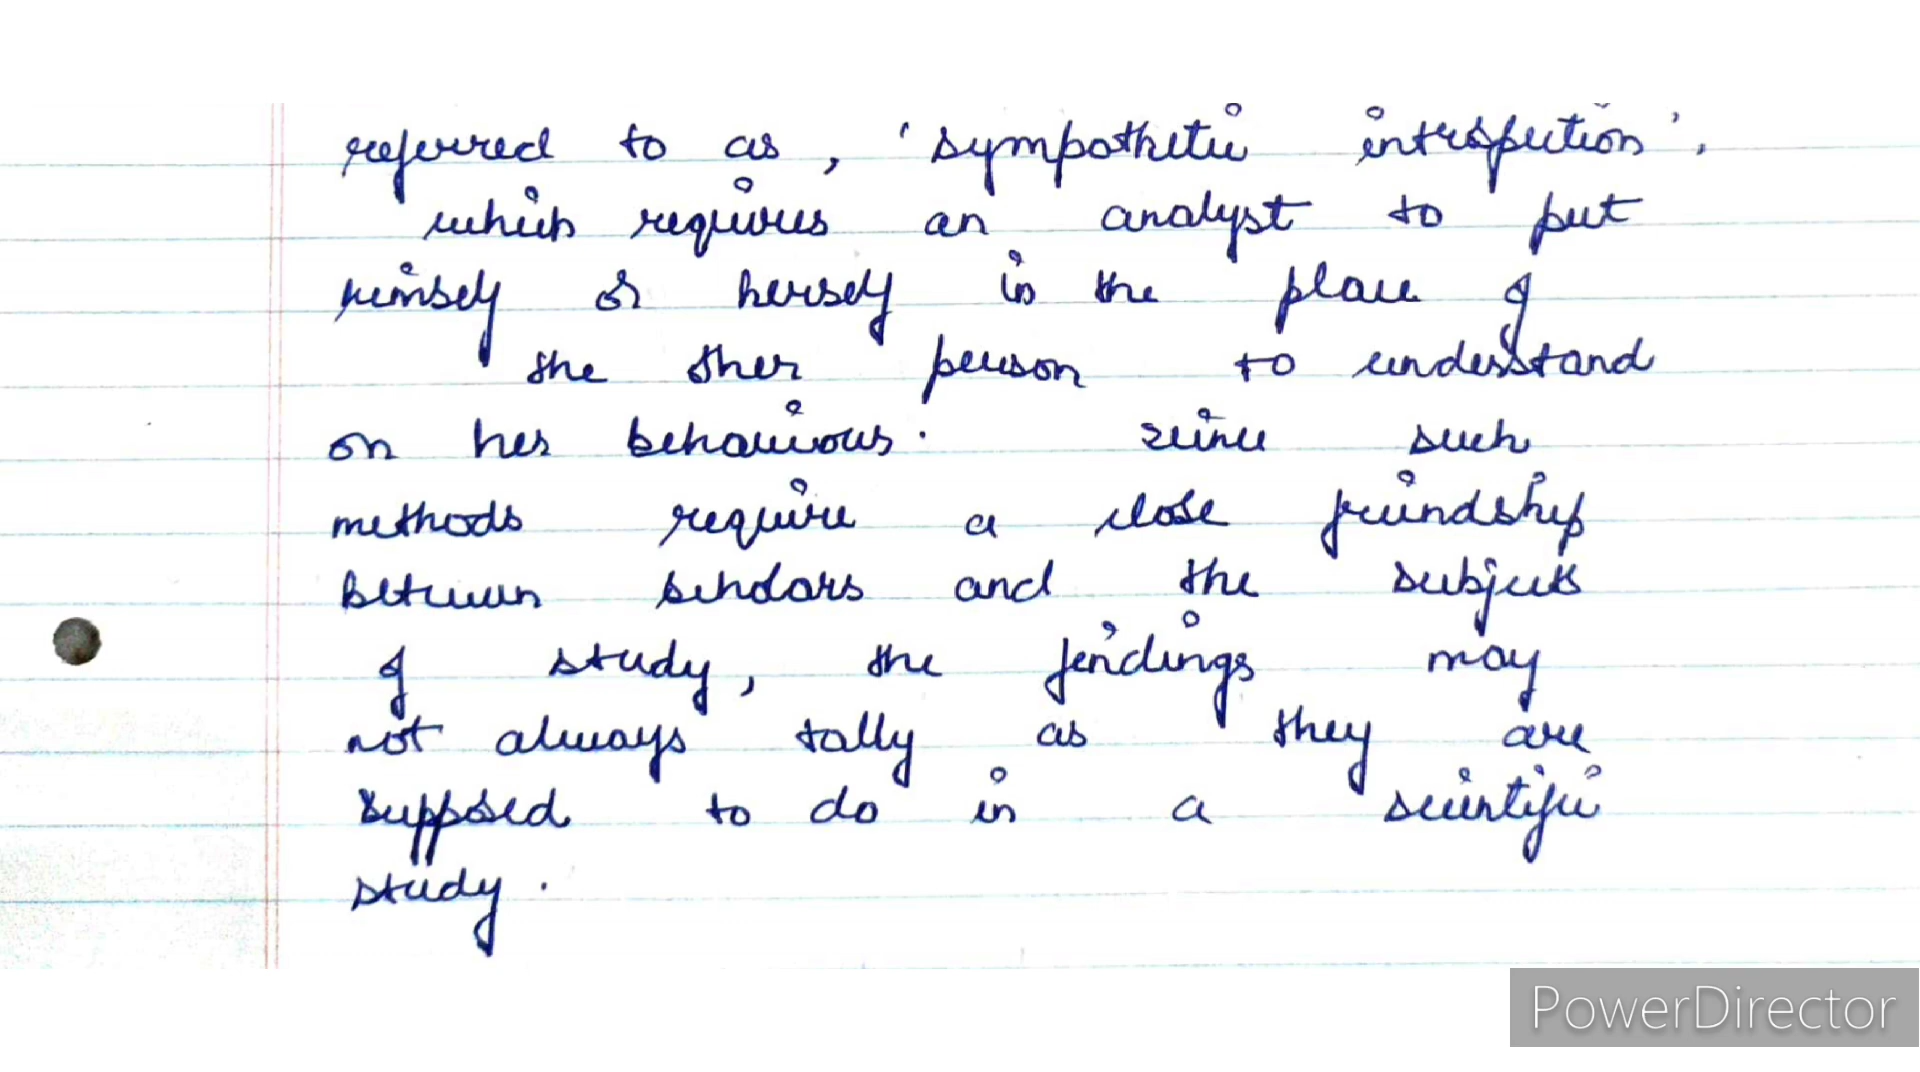 referred to as, 'sympathetic introspection'.
which requires an analyst to put
himself or herself in the place of
the other person to understand
on her behaviours. since such
methods require a close friendship
between scholars and the subjects
of study, the findings may
not always tally as they are
supposed to do in a scientific
study.
PowerDirector